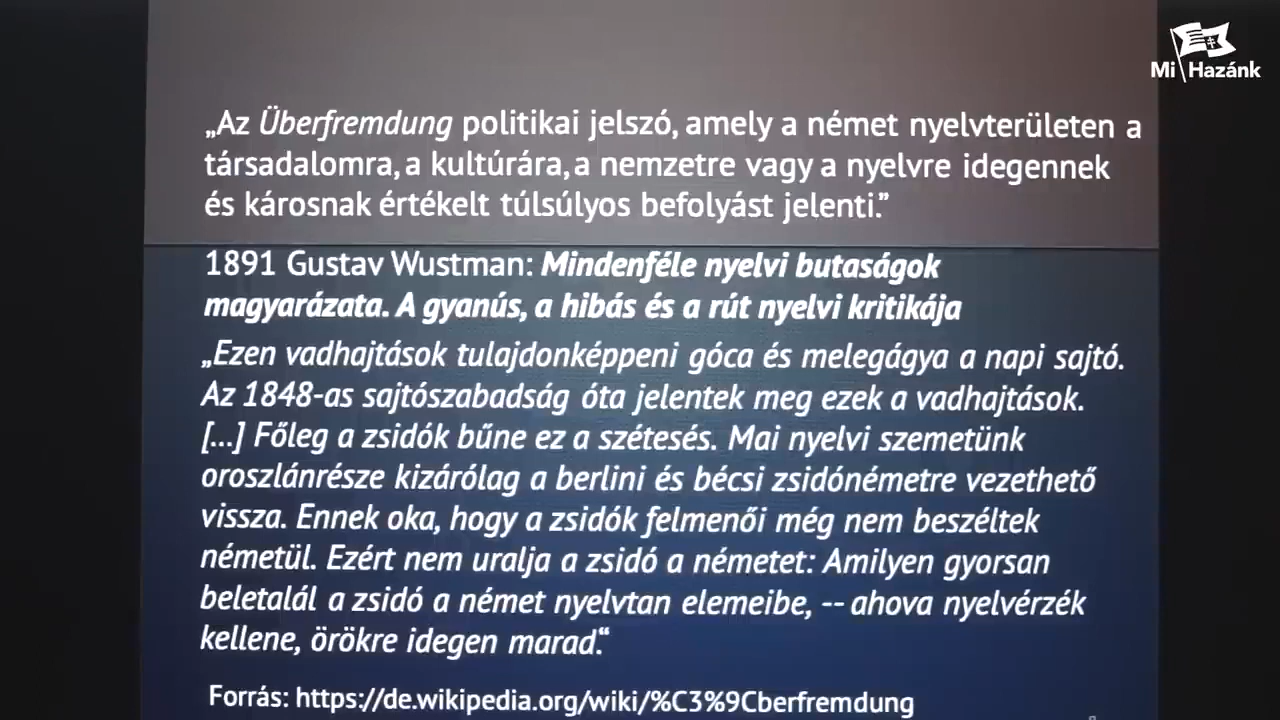 Mi Hazánk
„Az Überfremdung politikai jelszó, amely a német nyelvterületen a
társadalomra, a kultúrára, a nemzetre vagy a nyelvre idegennek
és károsnak értékelt túlsúlyos befolyást jelenti.”
1891 Gustav Wustman: Mindenféle nyelvi butaságok
magyarázata. A gyanús, a hibás és a rút nyelvi kritikája
„Ezen vadhajtások tulajdonképpeni góca és melegágya a napi sajtó.
Az 1848-as sajtószabadság óta jelentek meg ezek a vadhajtások.
[...] Főleg a zsidók bűne ez a szétesés. Mai nyelvi szemetünk
oroszlánrésze kizárólag a berlini és bécsi zsidónémetre vezethető
vissza. Ennek oka, hogy a zsidók felmenői még nem beszéltek
németül. Ezért nem uralja a zsidó a németet: Amilyen gyorsan
beletalál a zsidó a német nyelvtan elemeibe, -- ahova nyelvérzék
kellene, örökre idegen marad.“
Forrás: https://de.wikipedia.org/wiki/%C3%9Cberfremdung